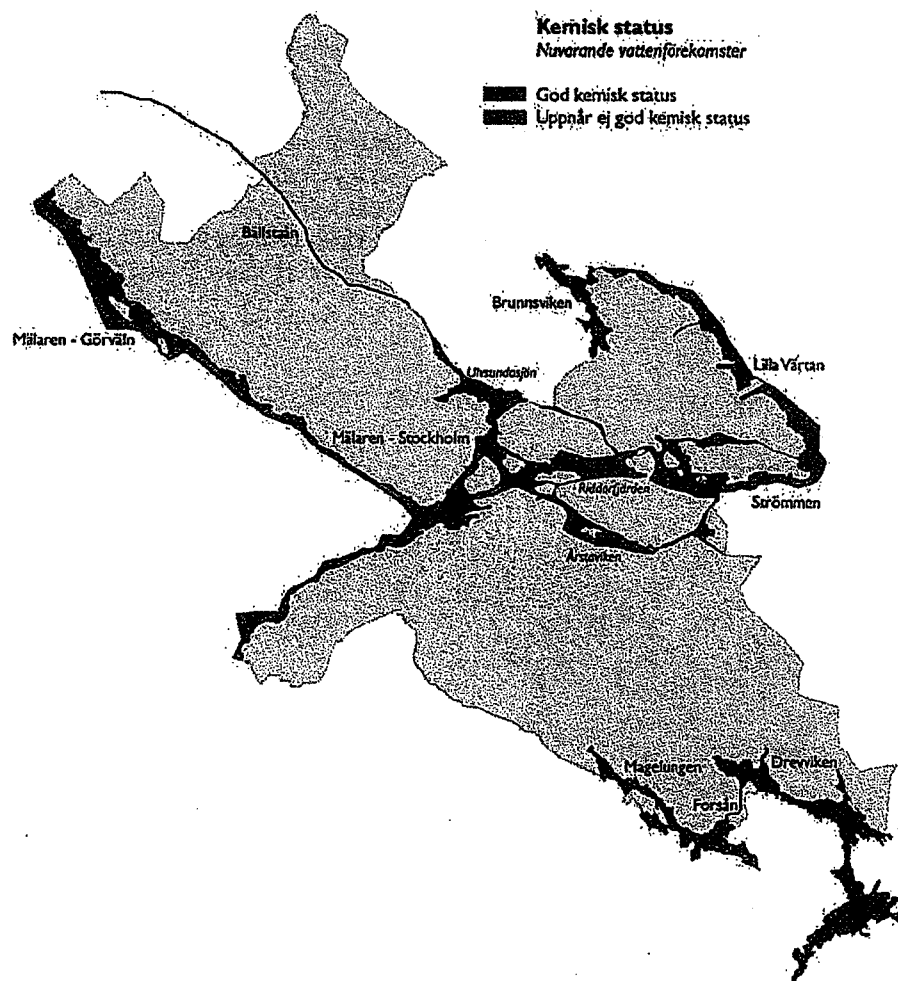 Kemisk status
Nuvarande vattenförekomster
God kemisk status
Uppnår ej god kemisk status
Bällstaån
Brunnsviken
Mälaren - Görväln
Lilla Värtan
Ulvsundasjön
Mälaren - Stockholm
Riddarfjärden
Strömmen
Årstaviken
Magelungen
Drevviken
Forsån